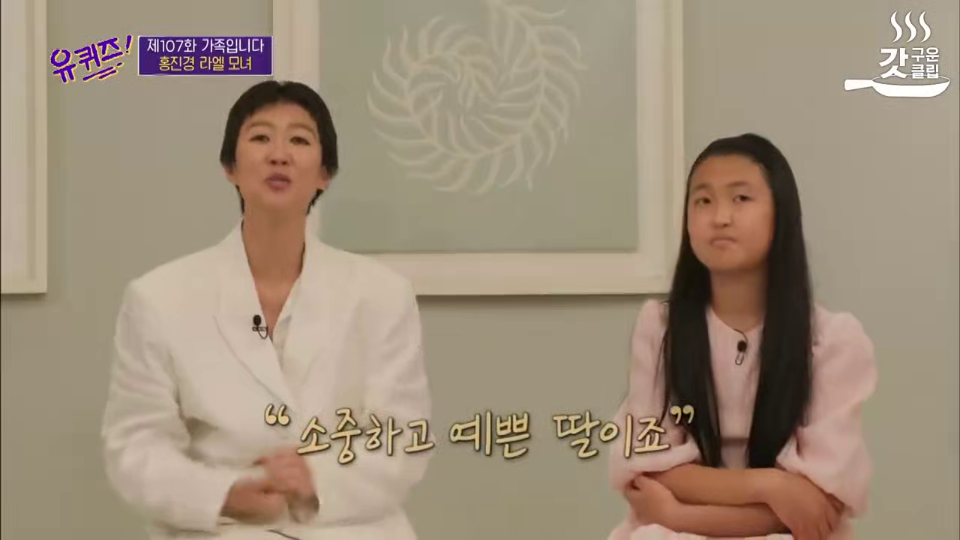 유퀴즈!
제107화 가족입니다
홍진경 라엘 모녀
갓구운
클립
“소중하고 예쁜 딸이죠”